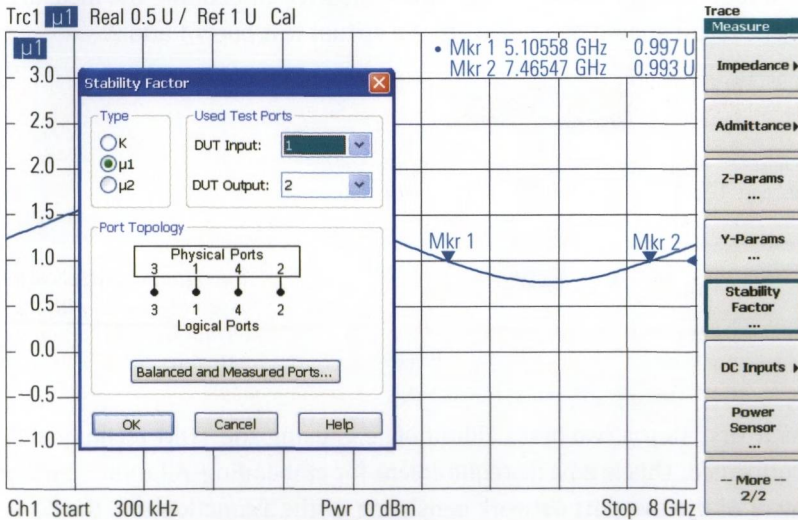 Trc1 μ1 Real 0.5 U / Ref 1 U Cal
μ1
• Mkr 1 5.10558 GHz 0.997 U
Mkr 2 7.46547 GHz 0.993 U
3.0
2.5
2.0
1.5
1.0
0.5
0.0
−0.5
−1.0
Stability Factor
Type
K
μ1
μ2
Used Test Ports
DUT Input: 1
DUT Output: 2
Port Topology
Physical Ports
3 1 4 2
3 1 4 2
Logical Ports
Balanced and Measured Ports...
OK Cancel Help
Mkr 1 Mkr 2
Ch1 Start 300 kHz Pwr 0 dBm Stop 8 GHz
Trace
Measure
Impedance
Admittance
Z-Params
...
Y-Params
...
Stability
Factor
...
DC Inputs
Power
Sensor
...
-- More --
2/2